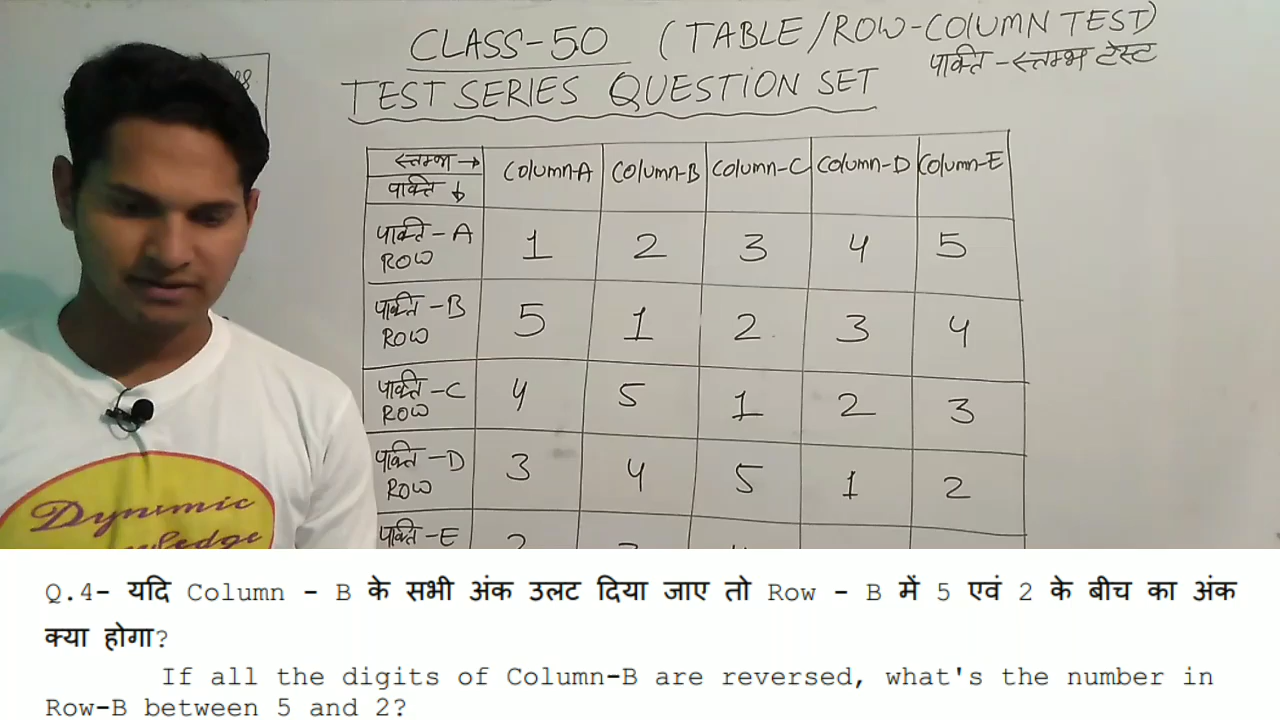 CLASS-50 (TABLE/ROW-COLUMN TEST)
पंक्ति-स्तम्भ टेस्ट
TEST SERIES QUESTION SET
स्तम्भ → Column-A Column-B Column-C Column-D Column-E
पंक्ति ↓
पंक्ति-A
ROW 1 2 3 4 5
पंक्ति-B
ROW 5 1 2 3 4
पंक्ति-C
ROW 4 5 1 2 3
पंक्ति-D
ROW 3 4 5 1 2
पंक्ति-E
Dynamic
Q.4- यदि Column - B के सभी अंक उलट दिया जाए तो Row - B में 5 एवं 2 के बीच का अंक
क्या होगा?
If all the digits of Column-B are reversed, what's the number in
Row-B between 5 and 2?